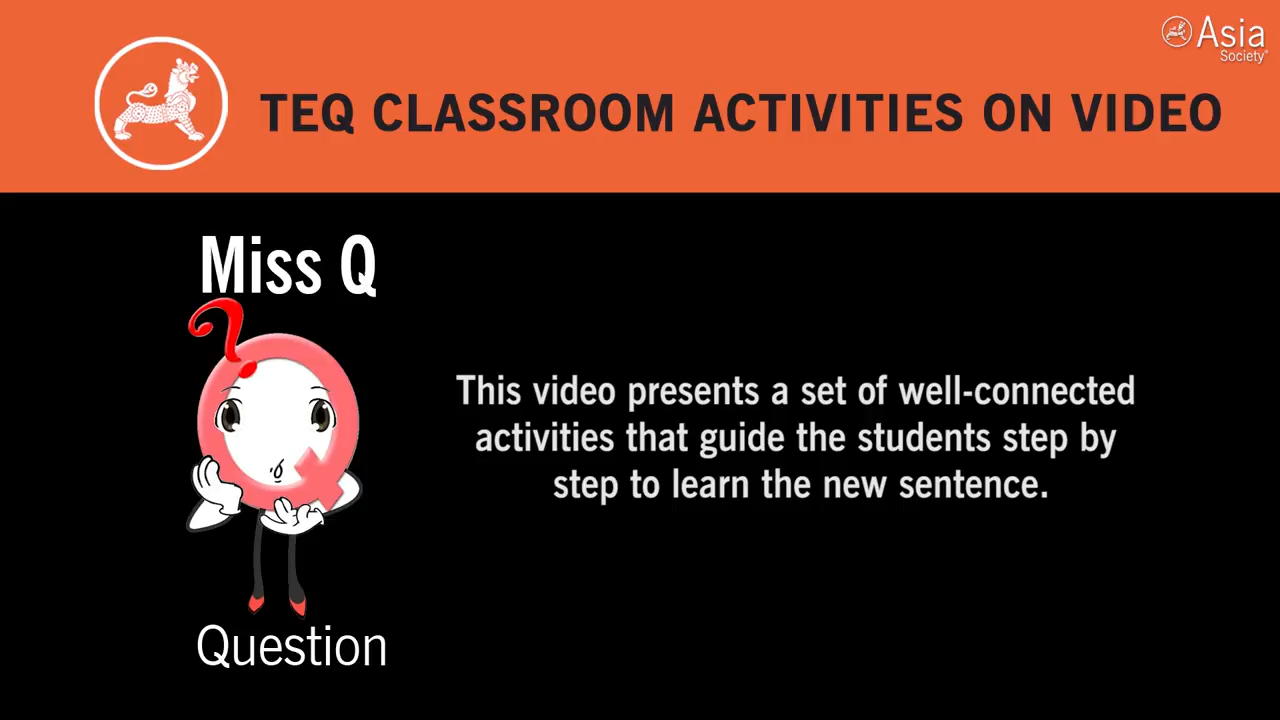 Asia
Society
TEQ CLASSROOM ACTIVITIES ON VIDEO
Miss Q
?
This video presents a set of well-connected
activities that guide the students step by
step to learn the new sentence.
Question